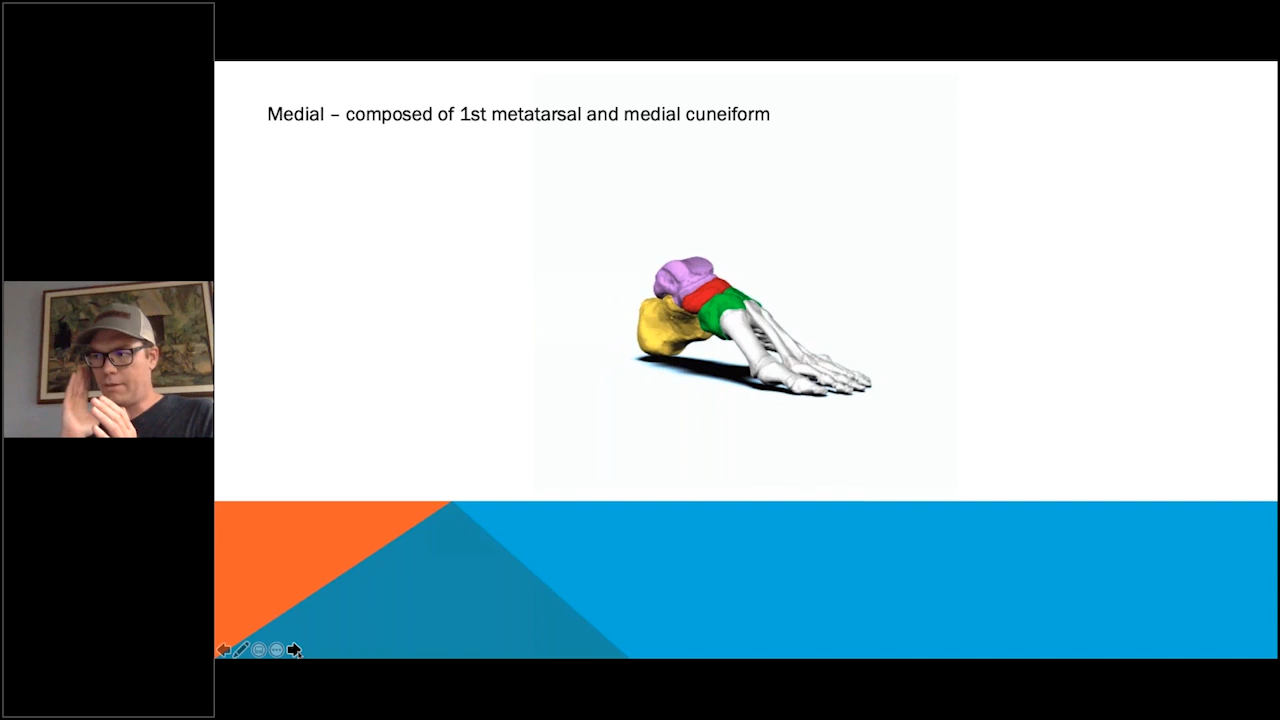 Medial – composed of 1st metatarsal and medial cuneiform